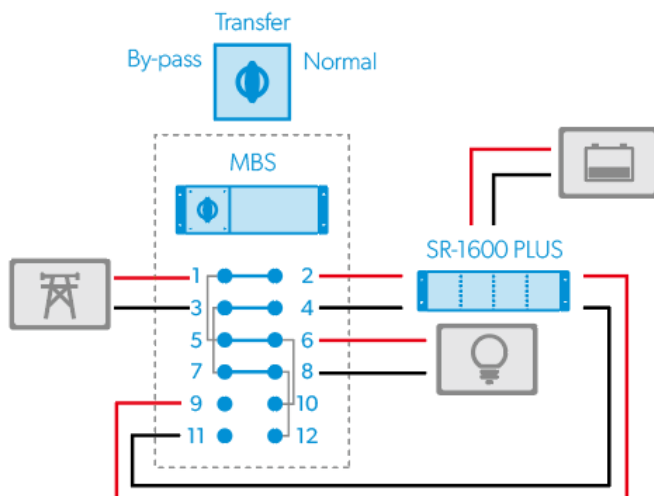 Transfer
By-pass
Normal
MBS
SR-1600 PLUS
1 2
3 4
5 6
7 8
9 10
11 12